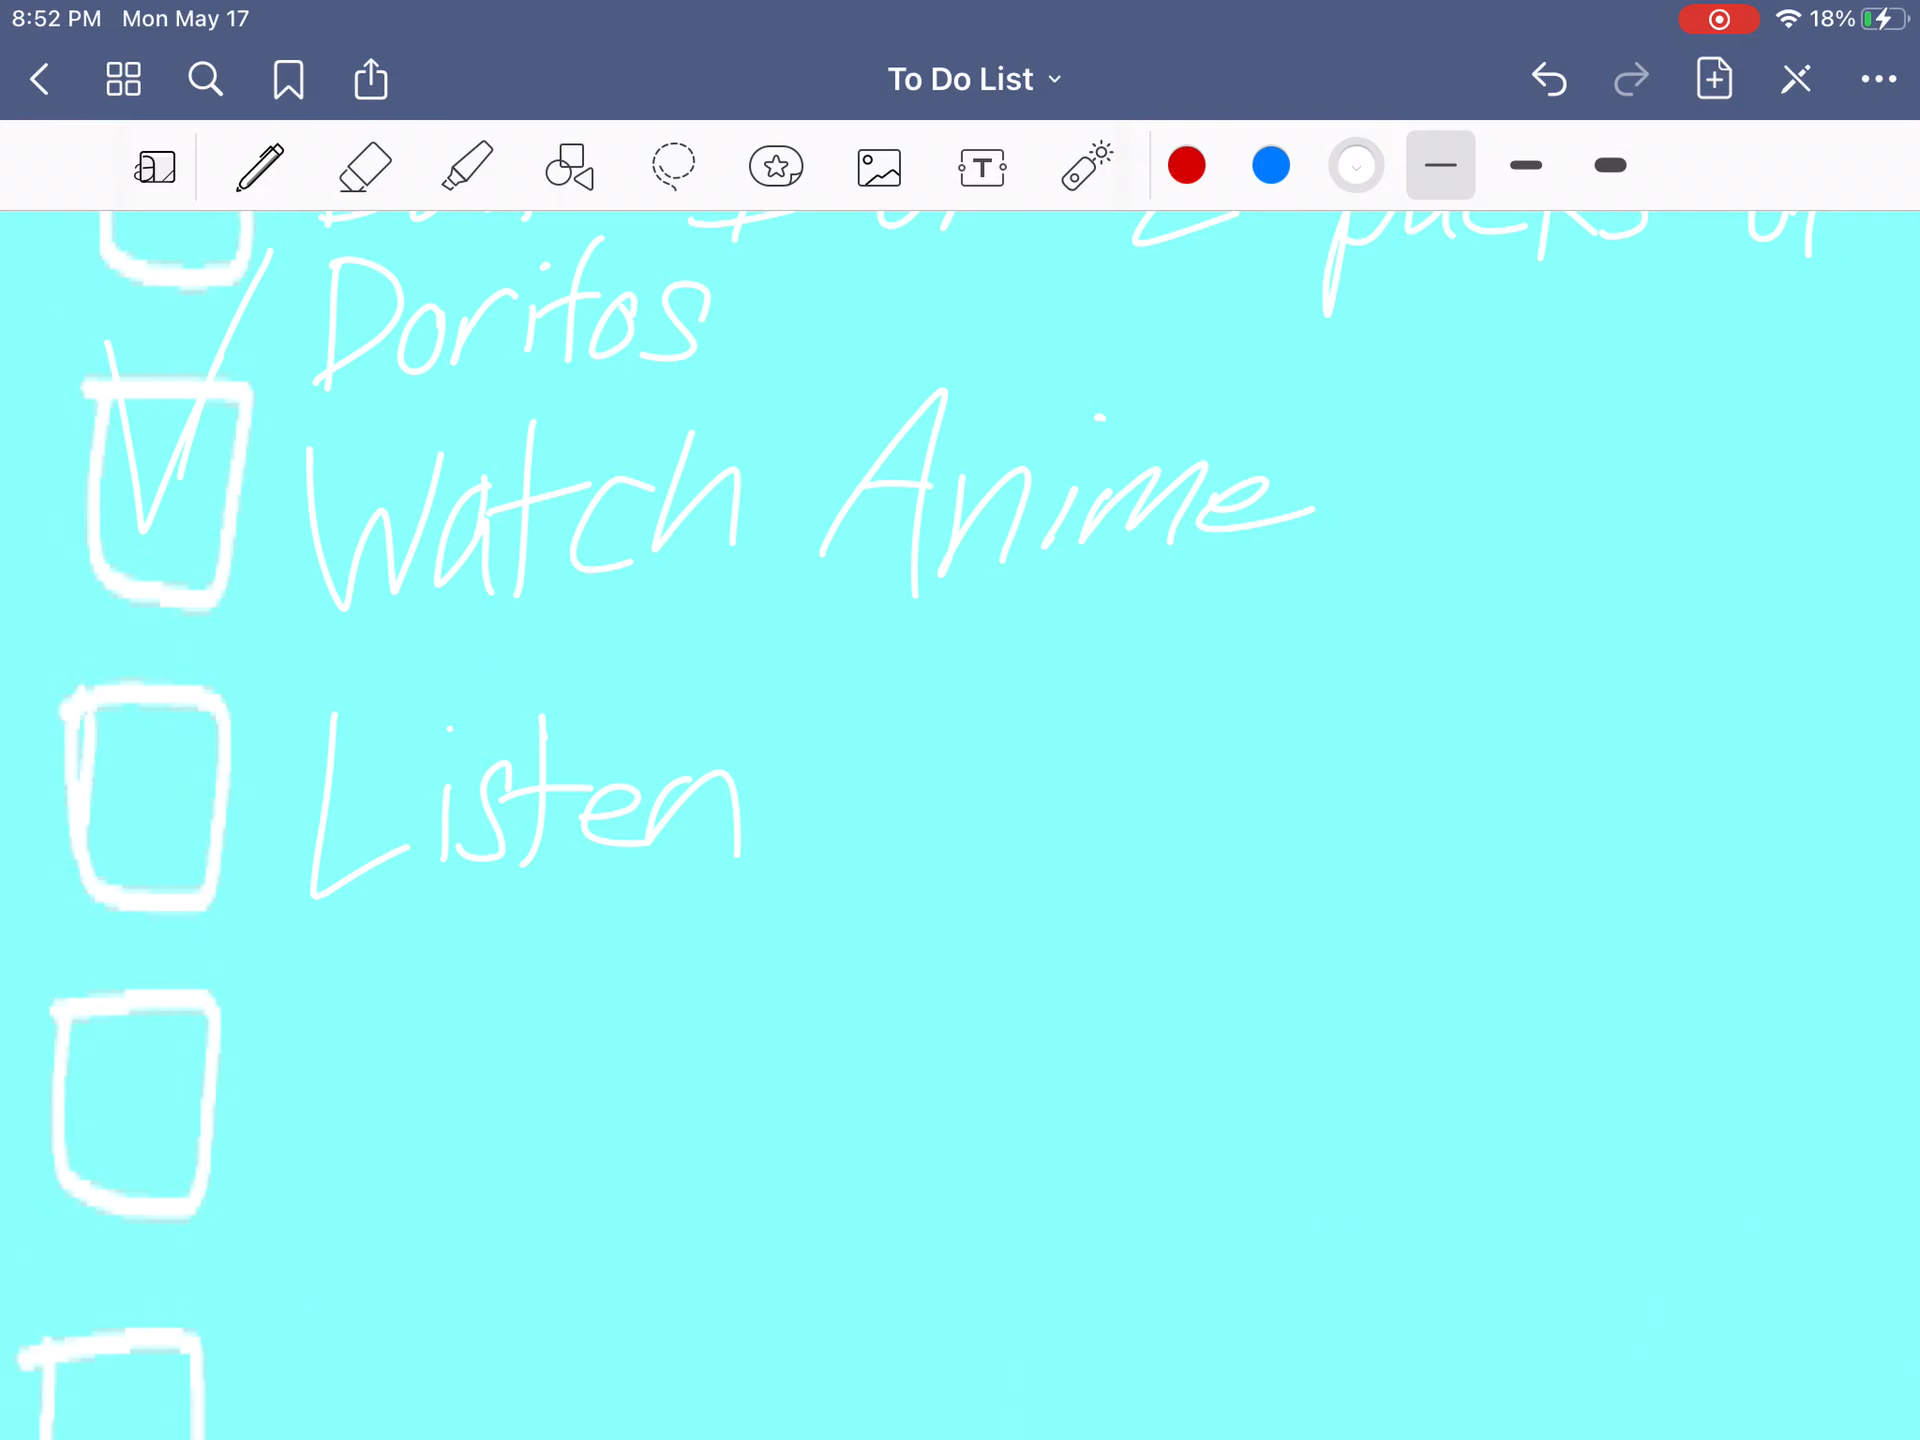 8:52 PM Mon May 17
18%
To Do List
packs of
Doritos
Watch Anime
Listen